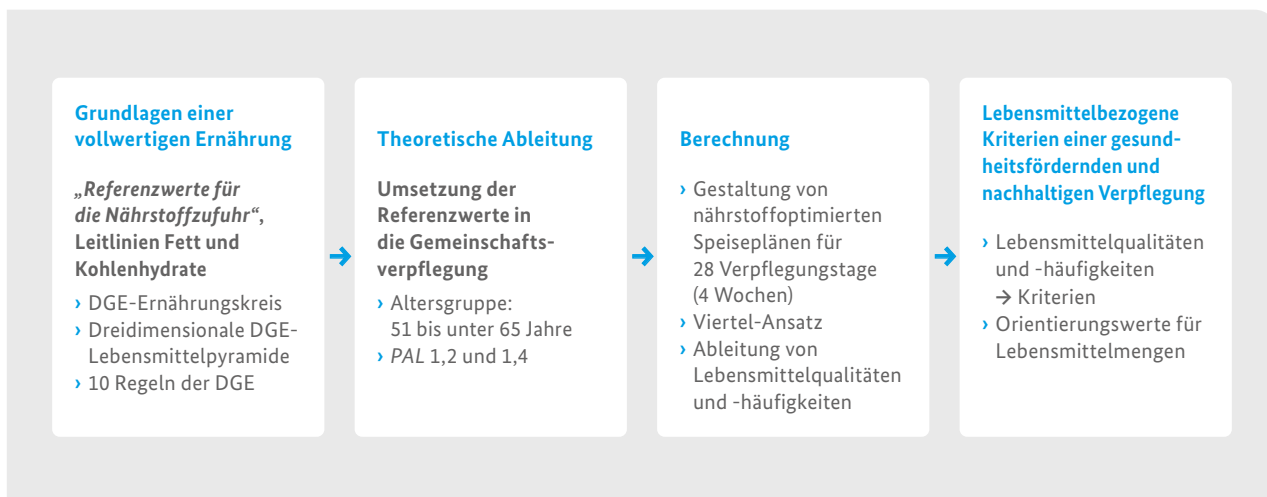 Grundlagen einer
vollwertigen Ernährung
„Referenzwerte für
die Nährstoffzufuhr“,
Leitlinien Fett und
Kohlenhydrate
› DGE-Ernährungskreis
› Dreidimensionale DGE-
Lebensmittelpyramide
› 10 Regeln der DGE
→
Theoretische Ableitung
Umsetzung der
Referenzwerte in
die Gemeinschafts-
verpflegung
› Altersgruppe:
51 bis unter 65 Jahre
› PAL 1,2 und 1,4
→
Berechnung
› Gestaltung von
nährstoffoptimierten
Speiseplänen für
28 Verpflegungstage
(4 Wochen)
› Viertel-Ansatz
› Ableitung von
Lebensmittelqualitäten
und -häufigkeiten
→
Lebensmittelbezogene
Kriterien einer gesund-
heitsfördernden und
nachhaltigen Verpflegung
› Lebensmittelqualitäten
und -häufigkeiten
→ Kriterien
› Orientierungswerte für
Lebensmittelmengen